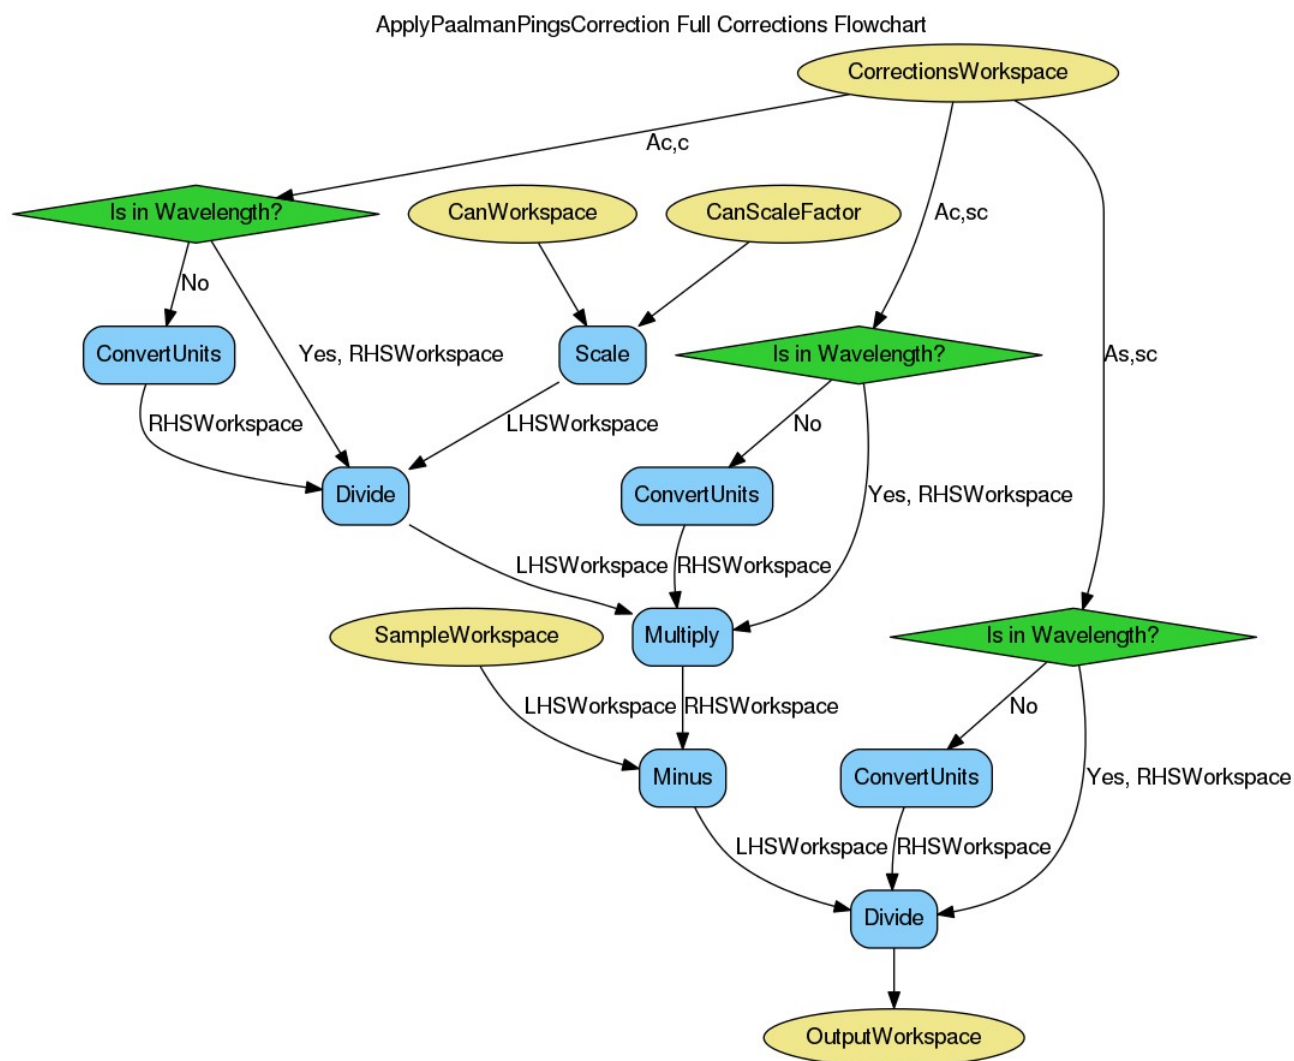 ApplyPaalmanPingsCorrection Full Corrections Flowchart
CorrectionsWorkspace
Ac,c
Is in Wavelength?
CanWorkspace
CanScaleFactor
Ac,sc
No
ConvertUnits
Yes, RHSWorkspace
Scale
Is in Wavelength?
As,sc
RHSWorkspace
LHSWorkspace
No
Divide
ConvertUnits
Yes, RHSWorkspace
LHSWorkspace
RHSWorkspace
SampleWorkspace
Multiply
Is in Wavelength?
LHSWorkspace
RHSWorkspace
No
Minus
ConvertUnits
Yes, RHSWorkspace
LHSWorkspace
RHSWorkspace
Divide
OutputWorkspace